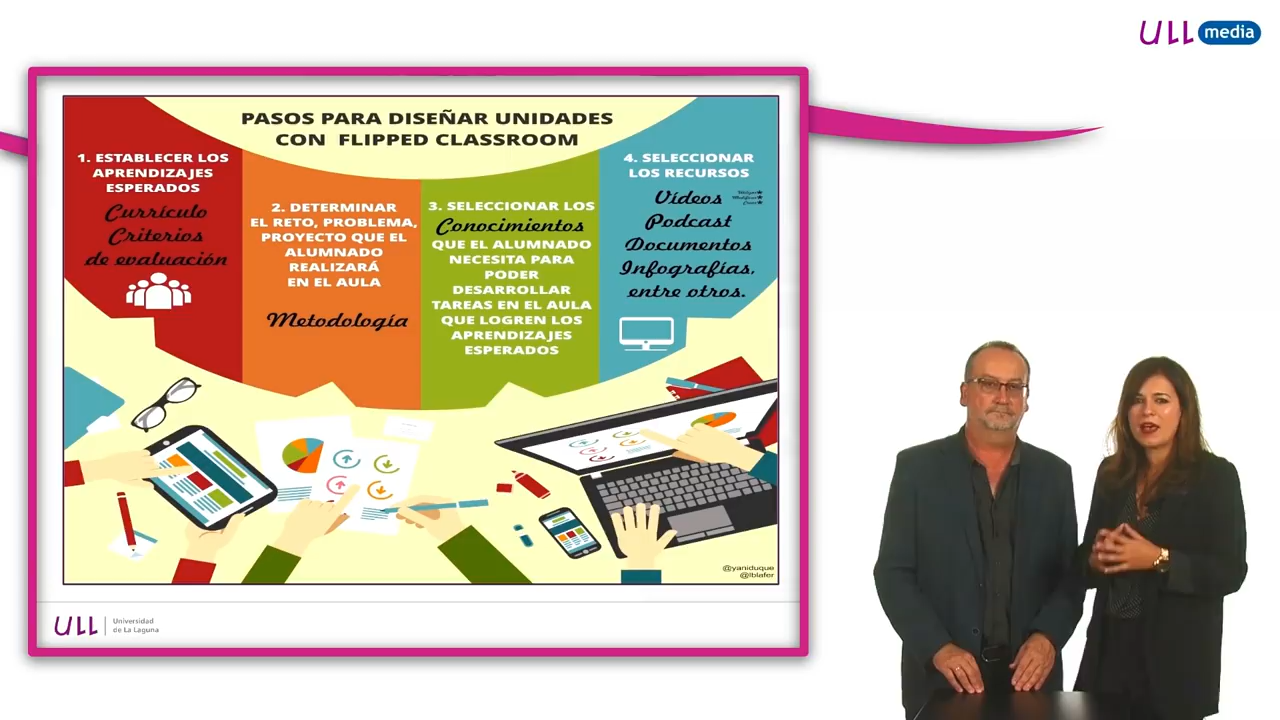 ULL media
PASOS PARA DISEÑAR UNIDADES
CON FLIPPED CLASSROOM
1. ESTABLECER LOS
APRENDIZAJES
ESPERADOS
Currículo
Criterios
de evaluación
2. DETERMINAR
EL RETO, PROBLEMA,
PROYECTO QUE EL
ALUMNADO
REALIZARÁ
EN EL AULA
Metodología
3. SELECCIONAR LOS
Conocimientos
QUE EL ALUMNADO
NECESITA PARA
PODER
DESARROLLAR
TAREAS EN EL AULA
QUE LOGREN LOS
APRENDIZAJES
ESPERADOS
4. SELECCIONAR
LOS RECURSOS
Vídeos
Podcast
Documentos
Infografías,
entre otros.
@yaniduque
@lblafer
ULL
Universidad
de La Laguna